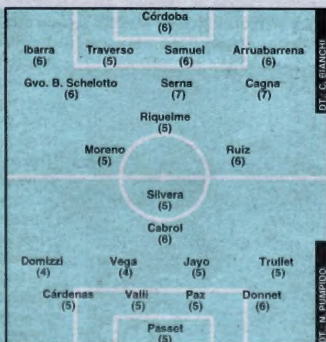 Córdoba
(6)
Ibarra Traverso Samuel Arruabarrena
(6) (5) (6) (6)
Gvo. B. Schelotto Serna Cagna
(6) (7) (7)
Riquelme
(5)
Moreno Ruiz
(5) (6)
Silvera
(5)
Cabrol
(6)
Domizzi Vega Jayo Trullet
(4) (4) (5) (5)
Cárdenas Valli Paz Donnet
(5) (5) (5) (6)
Passet
(5)
DT: C. BIANCHI
DT: N. PUMPIDO